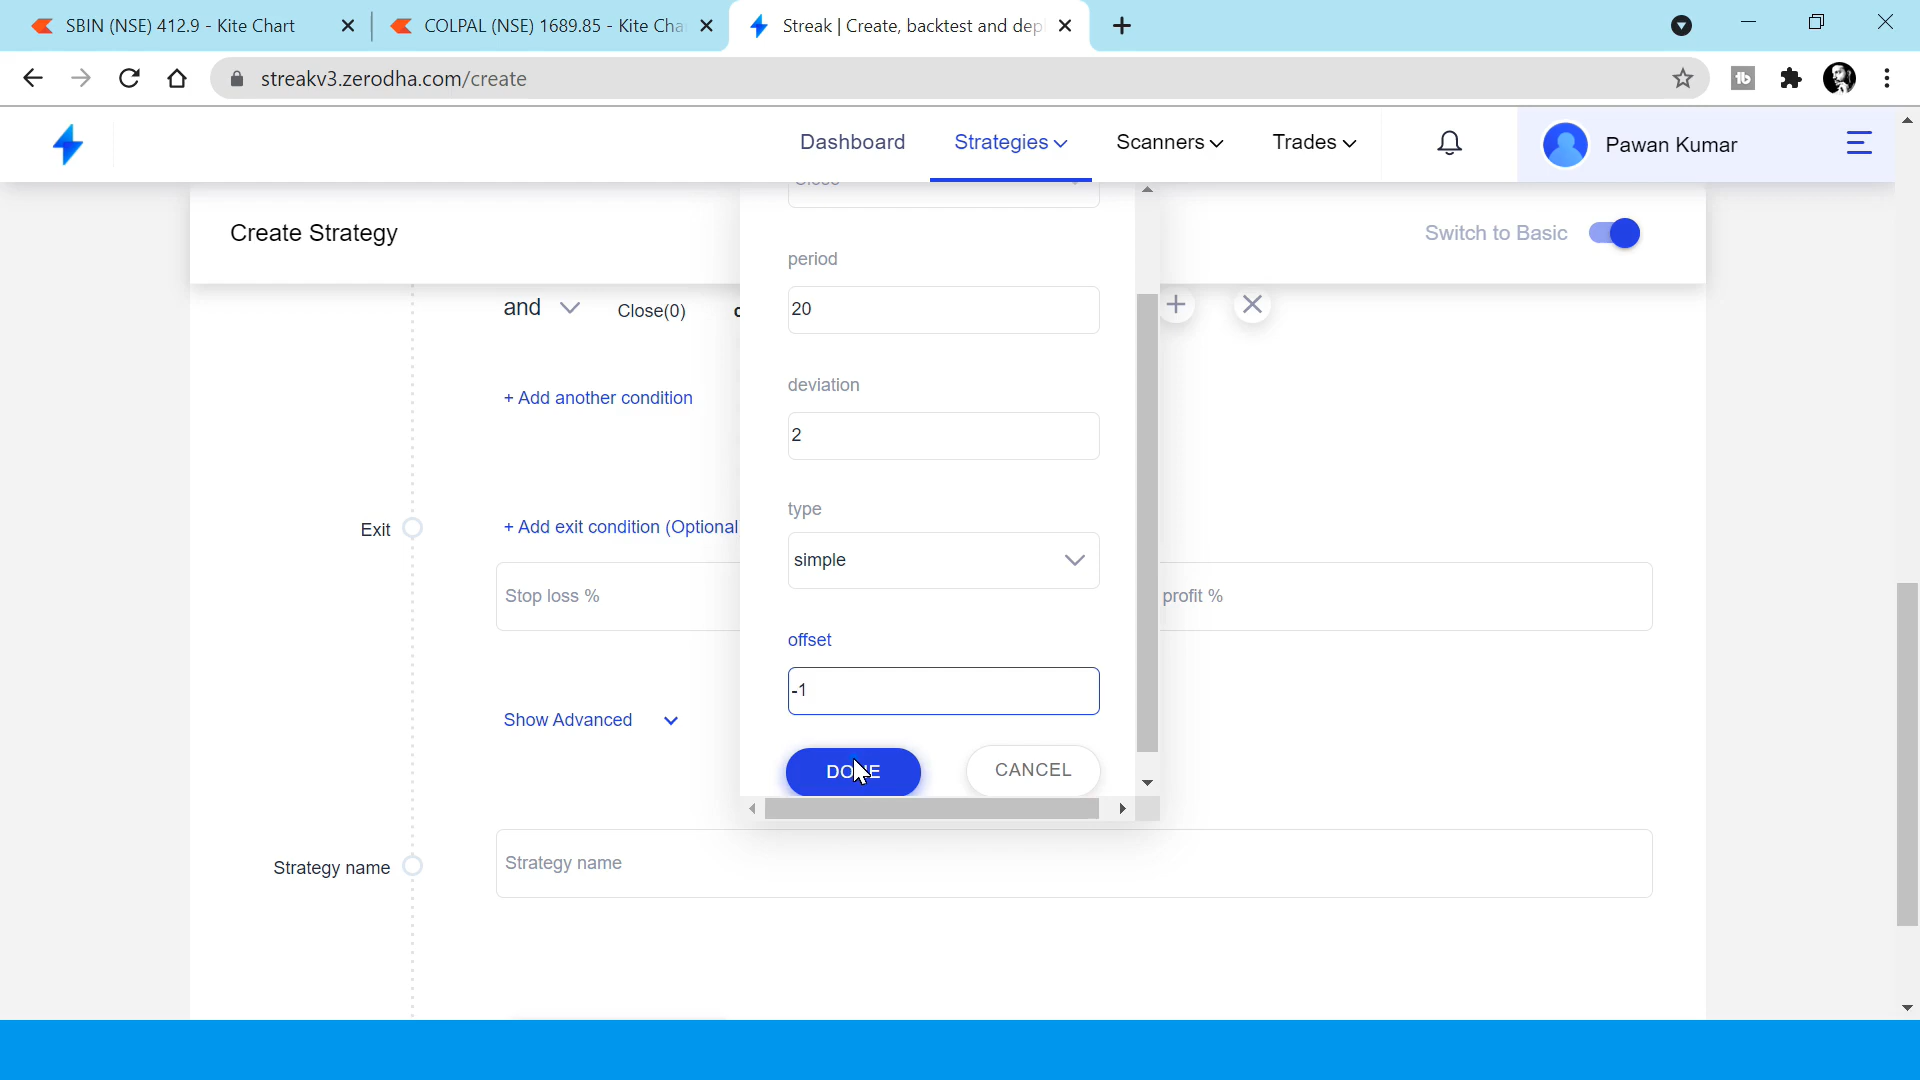 SBIN (NSE) 412.9 - Kite Chart
COLPAL (NSE) 1689.85 - Kite Cha
Streak | Create, backtest and dep
streakv3.zerodha.com/create
Dashboard
Strategies
Scanners
Trades
Pawan Kumar
Create Strategy
Switch to Basic
period
20
and
Close(0)
deviation
2
+ Add another condition
type
simple
Exit
+ Add exit condition (Optional
Stop loss %
profit %
offset
-1
Show Advanced
DONE
CANCEL
Strategy name
Strategy name